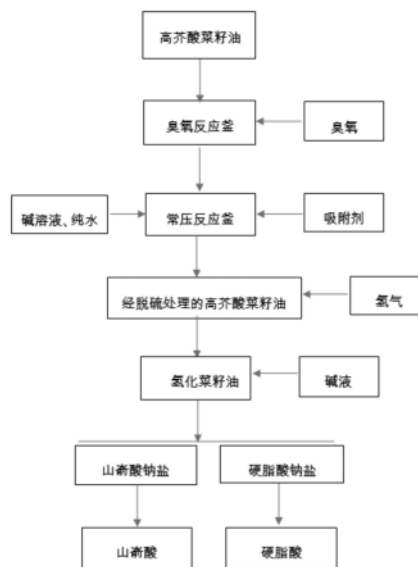 高芥酸菜籽油
臭氧反应釜
臭氧
碱溶液、纯水
常压反应釜
吸附剂
经脱硫处理的高芥酸菜籽油
氢气
氢化菜籽油
碱液
山嵛酸钠盐
硬脂酸钠盐
山嵛酸
硬脂酸